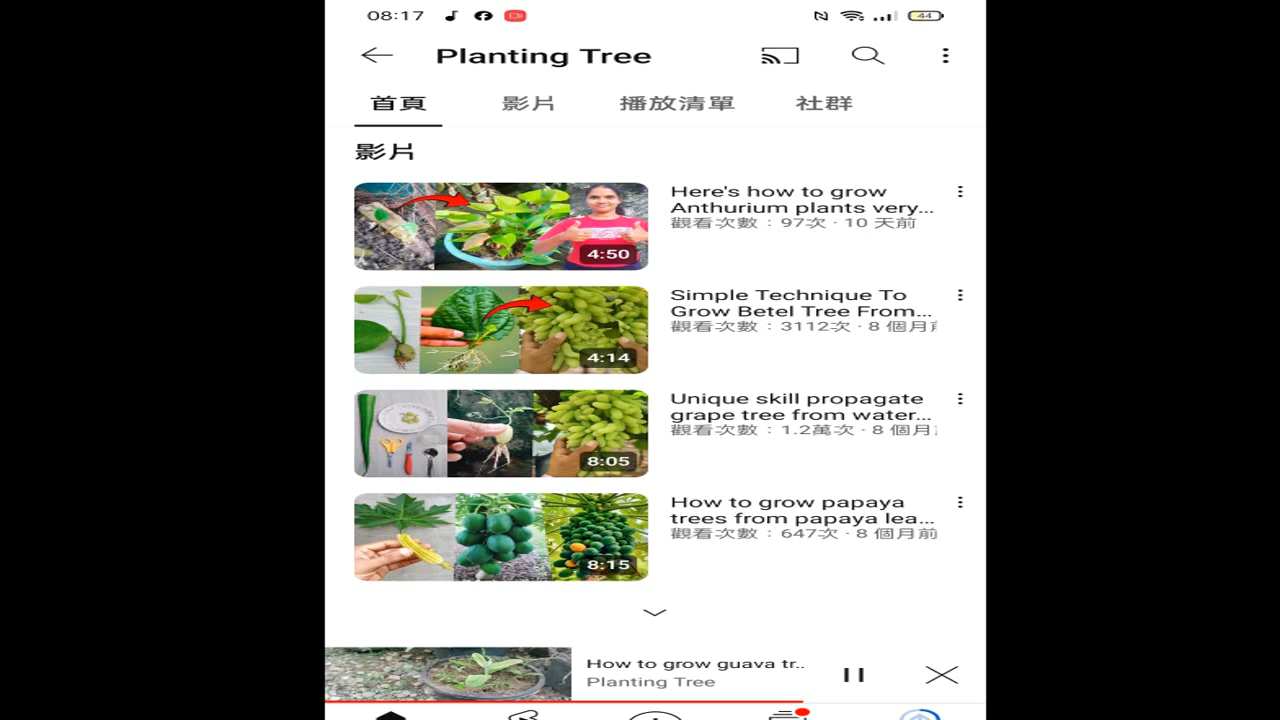 08:17
44
Planting Tree
首頁
影片
播放清單
社群
影片
Here's how to grow
Anthurium plants very...
觀看次數：97次 · 10 天前
4:50
Simple Technique To
Grow Betel Tree From...
觀看次數：3112次 · 8 個月前
4:14
Unique skill propagate
grape tree from water...
觀看次數：1.2萬次 · 8 個月
8:05
How to grow papaya
trees from papaya lea...
觀看次數：647次 · 8 個月前
8:15
How to grow guava tr..
Planting Tree